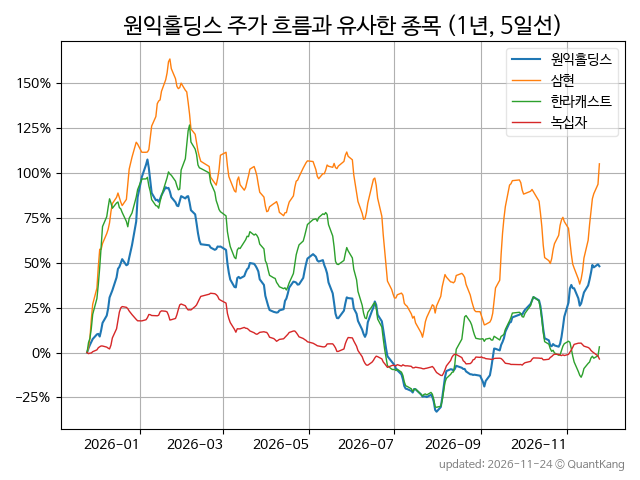 원익홀딩스 주가 흐름과 유사한 종목 (1년, 5일선)
원익홀딩스
삼현
한라캐스트
녹십자
150%
125%
100%
75%
50%
25%
0%
−25%
2026-01
2026-03
2026-05
2026-07
2026-09
2026-11
updated: 2026-11-24 © QuantKang